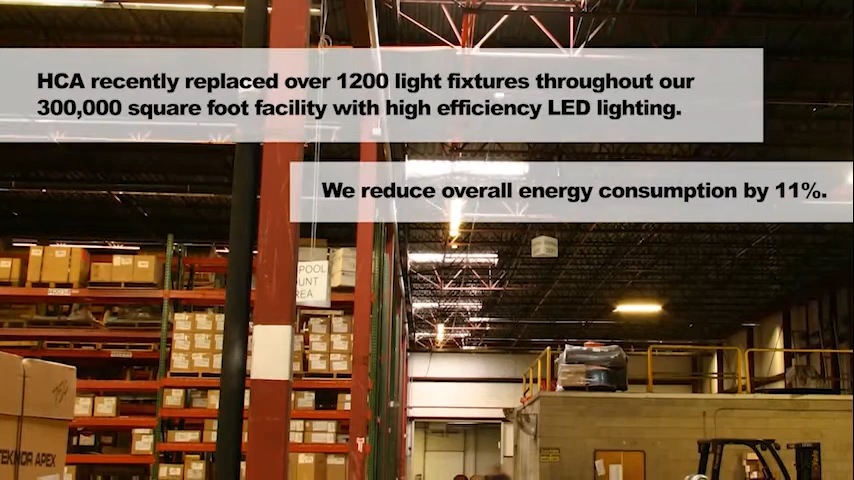 HCA recently replaced over 1200 light fixtures throughout our
300,000 square foot facility with high efficiency LED lighting.
We reduce overall energy consumption by 11%.
POOL
UNT
REA
TEKNOR APEX